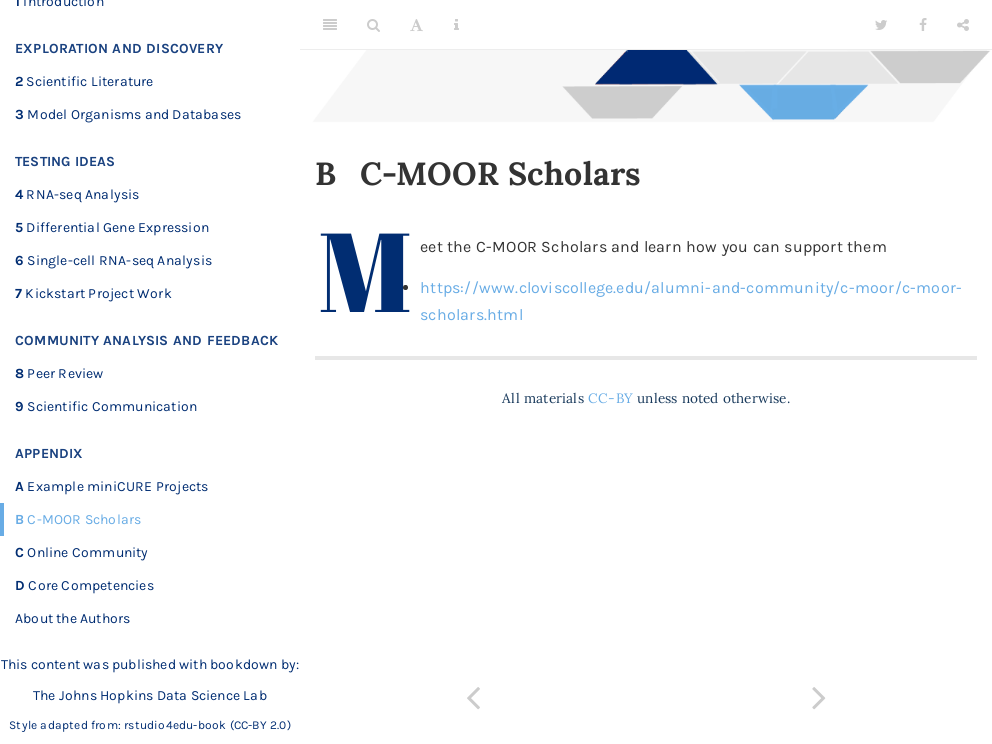 1 Introduction
EXPLORATION AND DISCOVERY
2 Scientific Literature
3 Model Organisms and Databases
TESTING IDEAS
4 RNA-seq Analysis
5 Differential Gene Expression
6 Single-cell RNA-seq Analysis
7 Kickstart Project Work
COMMUNITY ANALYSIS AND FEEDBACK
8 Peer Review
9 Scientific Communication
APPENDIX
A Example miniCURE Projects
B C-MOOR Scholars
C Online Community
D Core Competencies
About the Authors
This content was published with bookdown by:
The Johns Hopkins Data Science Lab
Style adapted from: rstudio4edu-book (CC-BY 2.0)
B C-MOOR Scholars
Meet the C-MOOR Scholars and learn how you can support them
• https://www.cloviscollege.edu/alumni-and-community/c-moor/c-moor-
scholars.html
All materials CC-BY unless noted otherwise.